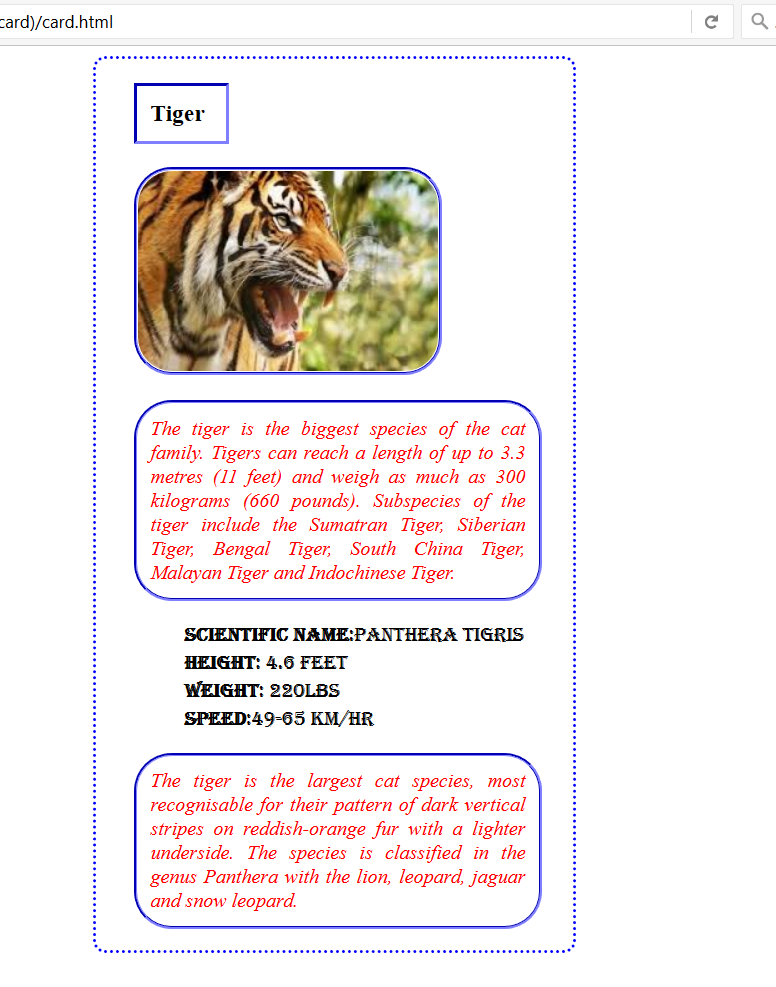 card)/card.html
Tiger
The tiger is the biggest species of the cat
family. Tigers can reach a length of up to 3.3
metres (11 feet) and weigh as much as 300
kilograms (660 pounds). Subspecies of the
tiger include the Sumatran Tiger, Siberian
Tiger, Bengal Tiger, South China Tiger,
Malayan Tiger and Indochinese Tiger.
SCIENTIFIC NAME:PANTHERA TIGRIS
HEIGHT: 4.6 FEET
WEIGHT: 220LBS
SPEED:49-65 KM/HR
The tiger is the largest cat species, most
recognisable for their pattern of dark vertical
stripes on reddish-orange fur with a lighter
underside. The species is classified in the
genus Panthera with the lion, leopard, jaguar
and snow leopard.